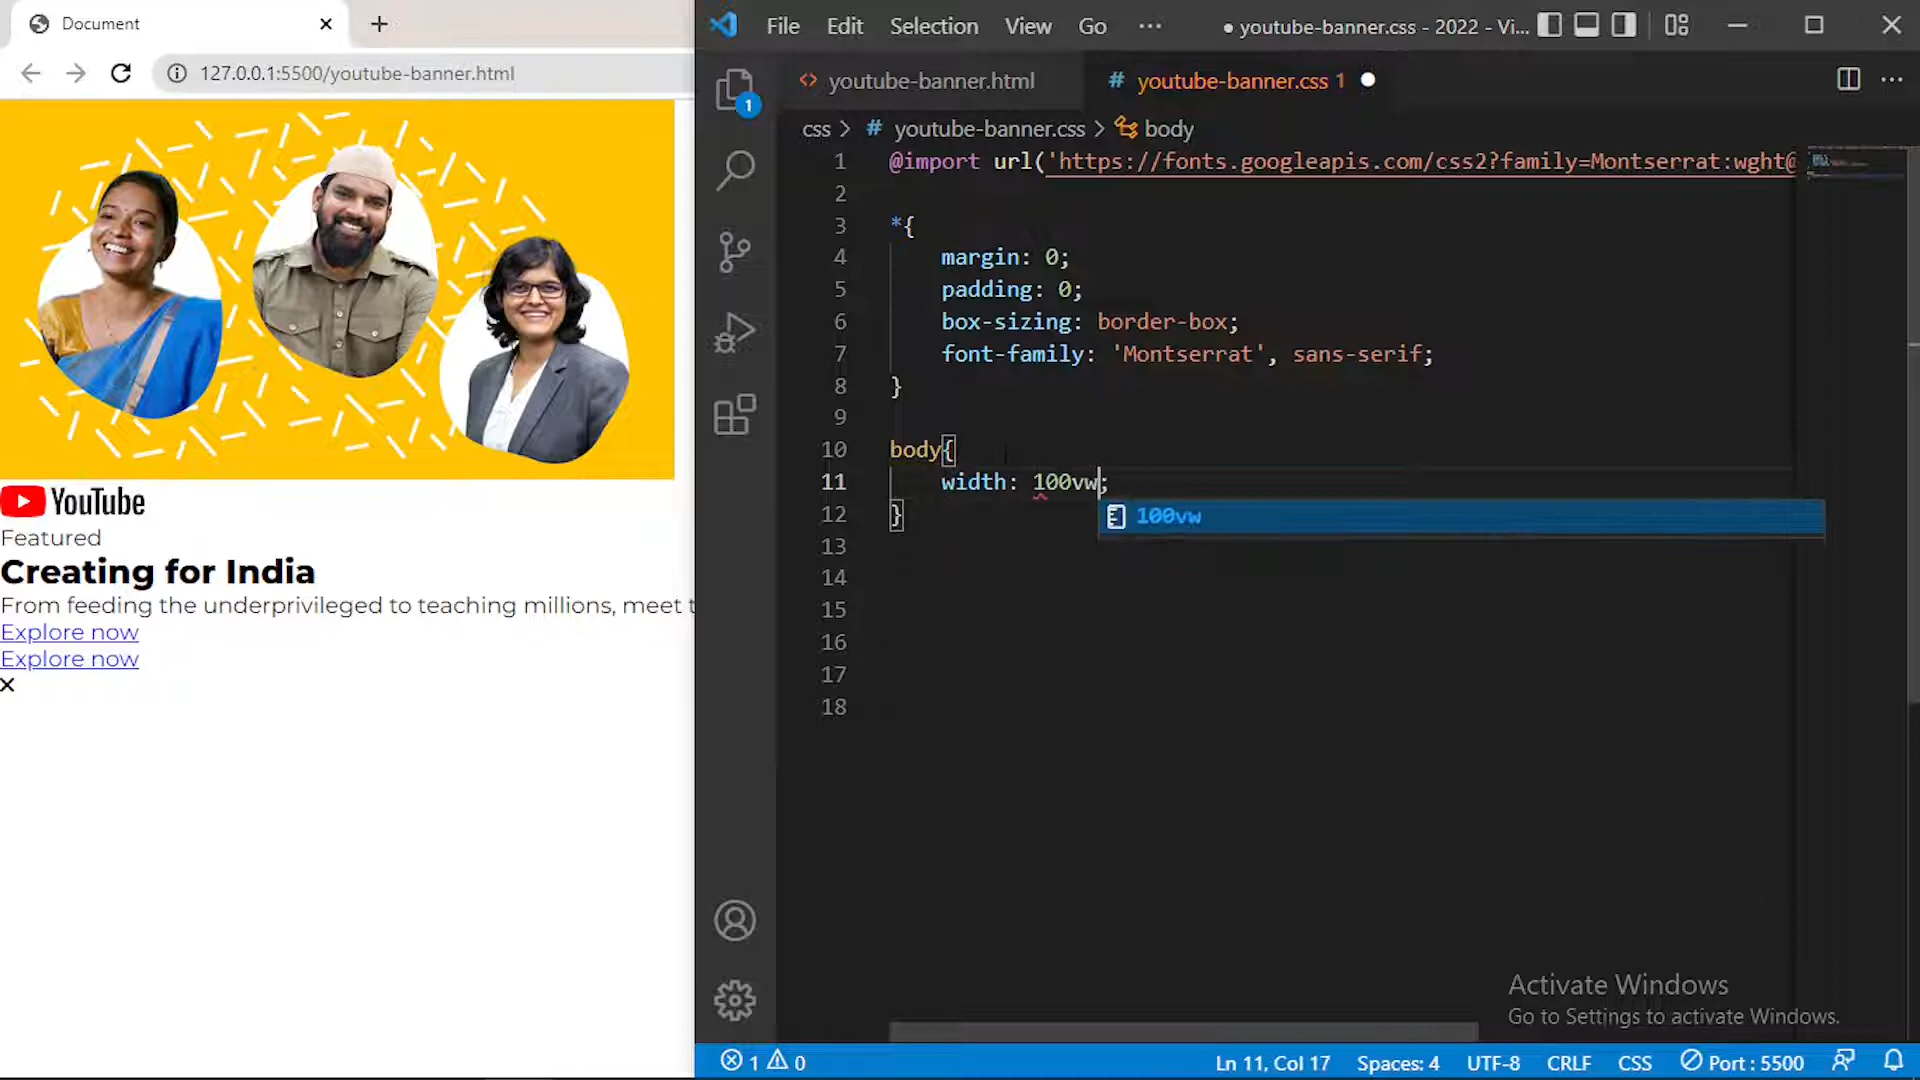 Document
127.0.0.1:5500/youtube-banner.html
YouTube
Featured
Creating for India
From feeding the underprivileged to teaching millions, meet t
Explore now
Explore now
File Edit Selection View Go ··· ● youtube-banner.css - 2022 - Vi...
1
<> youtube-banner.html # youtube-banner.css 1
css > # youtube-banner.css > body
1 @import url('https://fonts.googleapis.com/css2?family=Montserrat:wght@
2
3 *{
4 margin: 0;
5 padding: 0;
6 box-sizing: border-box;
7 font-family: 'Montserrat', sans-serif;
8 }
9
10 body{
11 width: 100vw;
12 }
100vw
13
14
15
16
17
18
Activate Windows
Go to Settings to activate Windows.
1 0 Ln 11, Col 17 Spaces: 4 UTF-8 CRLF CSS Port : 5500